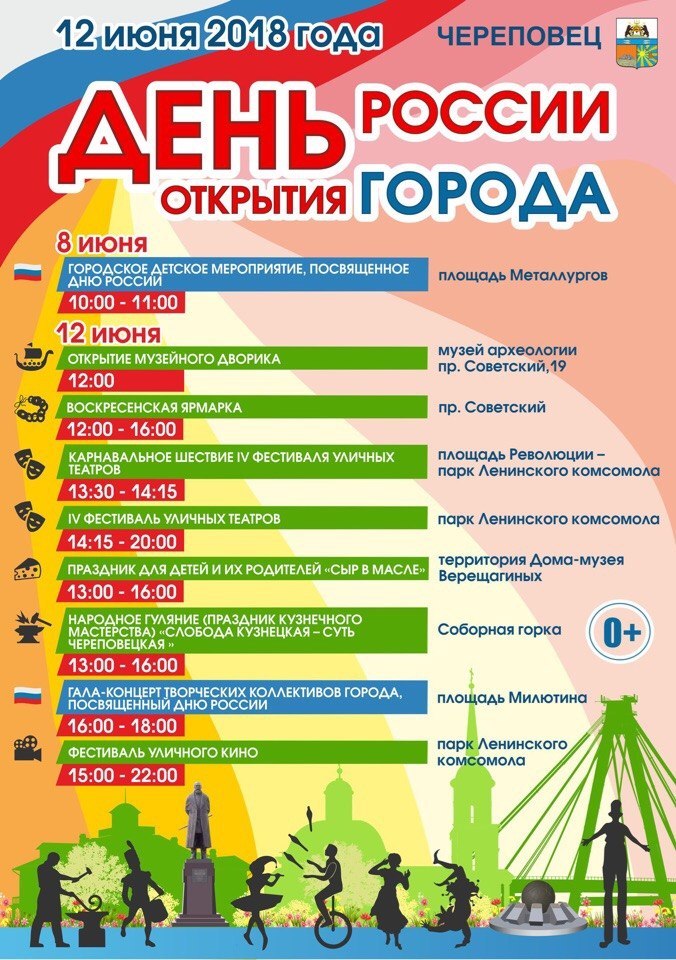 12 июня 2018 года
ЧЕРЕПОВЕЦ
ДЕНЬ РОССИИ
ОТКРЫТИЯ ГОРОДА
8 июня
ГОРОДСКОЕ ДЕТСКОЕ МЕРОПРИЯТИЕ, ПОСВЯЩЕННОЕ
ДНЮ РОССИИ
площадь Металлургов
10:00 - 11:00
12 июня
ОТКРЫТИЕ МУЗЕЙНОГО ДВОРИКА
музей археологии
пр. Советский,19
12:00
ВОСКРЕСЕНСКАЯ ЯРМАРКА
пр. Советский
12:00 - 16:00
КАРНАВАЛЬНОЕ ШЕСТВИЕ IV ФЕСТИВАЛЯ УЛИЧНЫХ
ТЕАТРОВ
площадь Революции –
парк Ленинского комсомола
13:30 - 14:15
IV ФЕСТИВАЛЬ УЛИЧНЫХ ТЕАТРОВ
парк Ленинского комсомола
14:15 - 20:00
ПРАЗДНИК ДЛЯ ДЕТЕЙ И ИХ РОДИТЕЛЕЙ «СЫР В МАСЛЕ»
территория Дома-музея
Верещагиных
13:00 - 16:00
НАРОДНОЕ ГУЛЯНИЕ (ПРАЗДНИК КУЗНЕЧНОГО
МАСТЕРСТВА) «СЛОБОДА КУЗНЕЦКАЯ – СУТЬ
ЧЕРЕПОВЕЦКАЯ »
Соборная горка
0+
13:00 - 16:00
ГАЛА-КОНЦЕРТ ТВОРЧЕСКИХ КОЛЛЕКТИВОВ ГОРОДА,
ПОСВЯЩЕННЫЙ ДНЮ РОССИИ
площадь Милютина
16:00 - 18:00
ФЕСТИВАЛЬ УЛИЧНОГО КИНО
парк Ленинского
комсомола
15:00 - 22:00